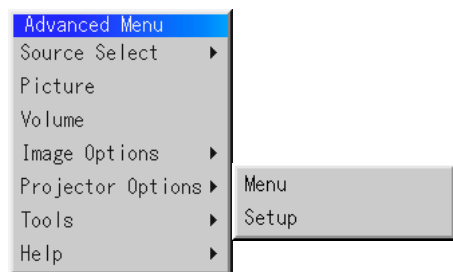 Advanced Menu
Source Select
Picture
Volume
Image Options
Projector Options
Tools
Help
Menu
Setup